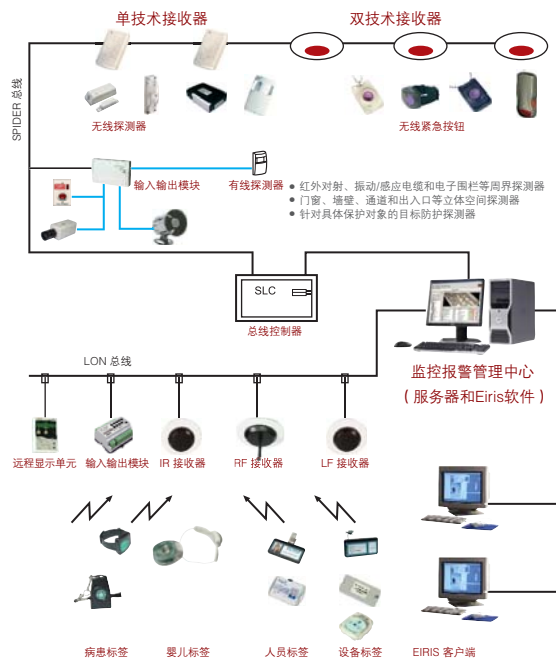 单技术接收器
双技术接收器
SPIDER 总线
无线探测器
无线紧急按钮
输入输出模块
有线探测器
● 红外对射、振动/感应电缆和电子围栏等周界探测器
● 门窗、墙壁、通道和出入口等立体空间探测器
● 针对具体保护对象的目标防护探测器
SLC
总线控制器
LON 总线
监控报警管理中心
（服务器和Eiris软件）
远程显示单元
输入输出模块
IR 接收器
RF 接收器
LF 接收器
病患标签
婴儿标签
人员标签
设备标签
EIRIS 客户端